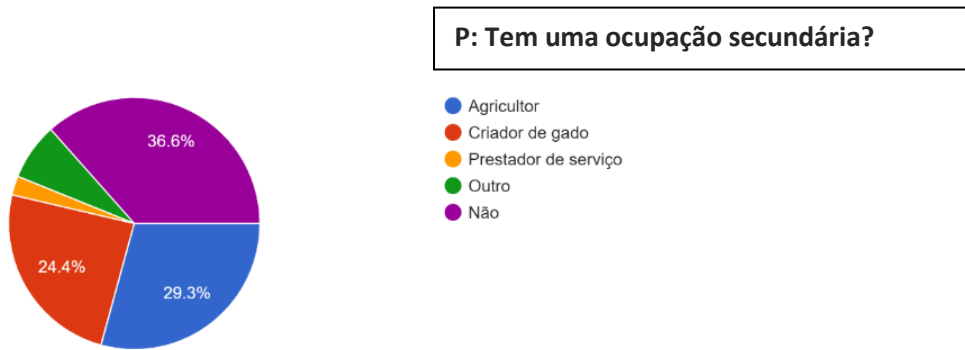 P: Tem uma ocupação secundária?
Agricultor
Criador de gado
Prestador de serviço
Outro
Não
36.6%
24.4%
29.3%